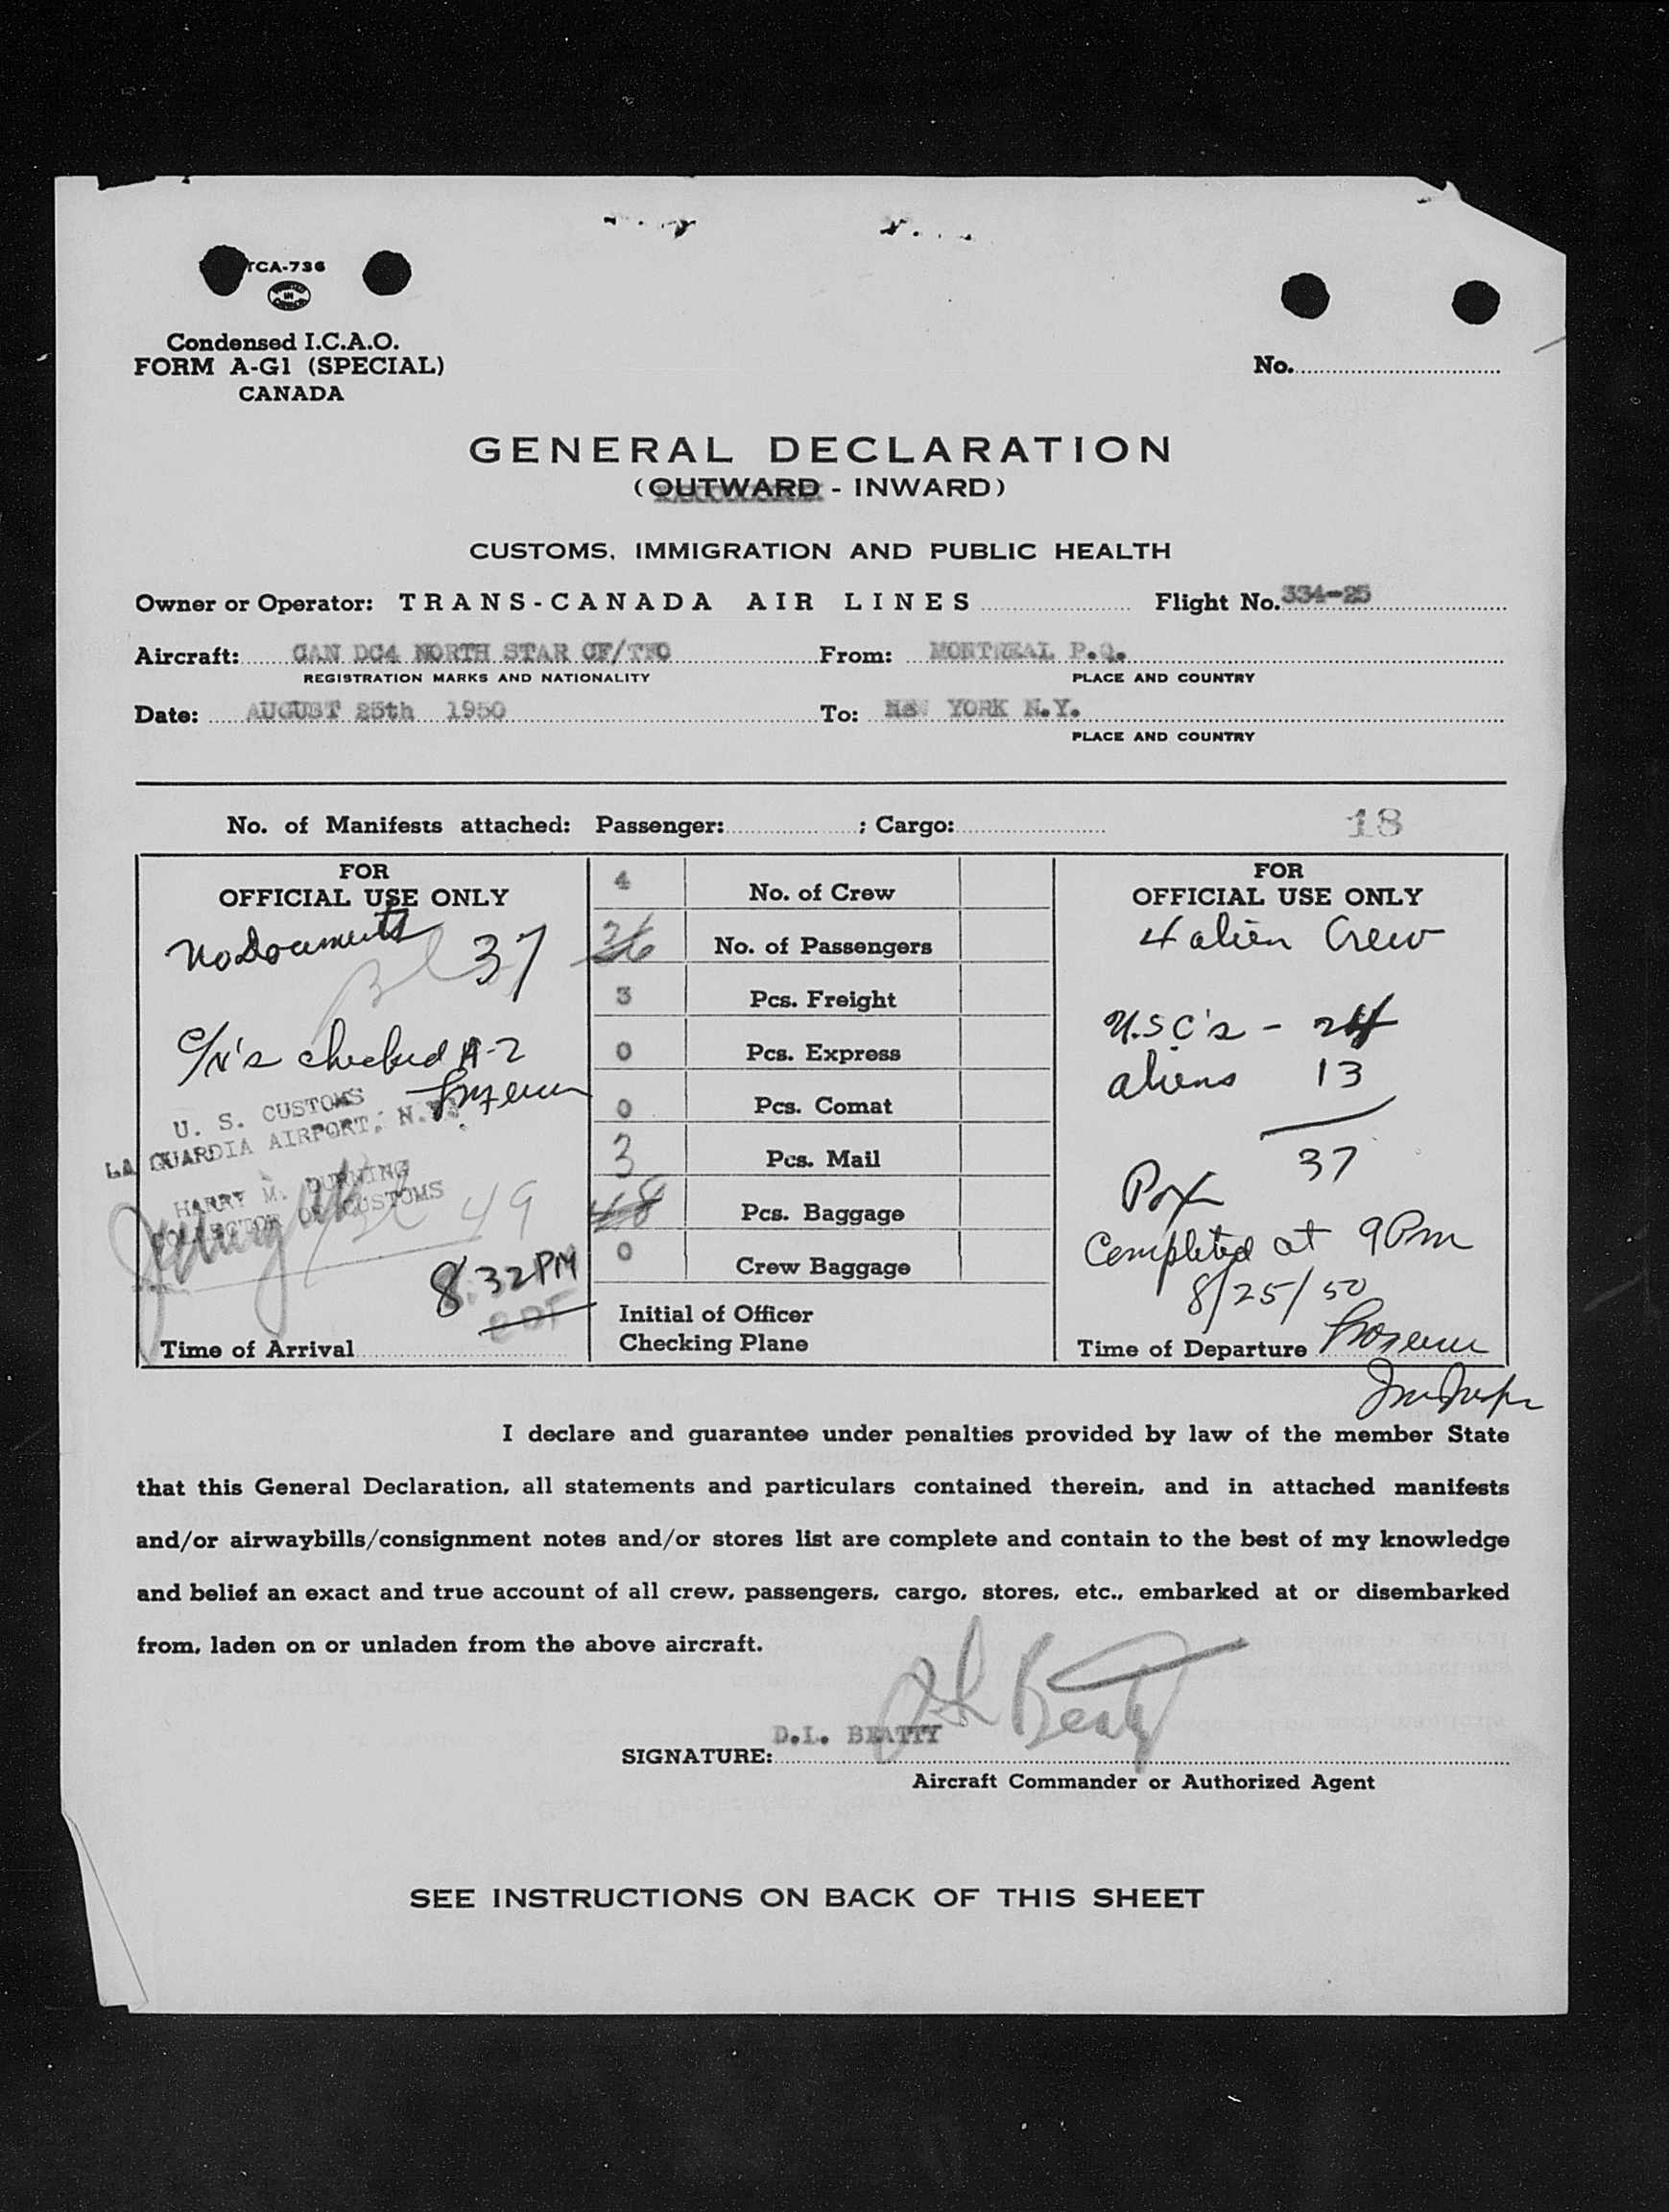 TCA-736
Condensed I.C.A.O.
FORM A-G1 (SPECIAL)
CANADA
No.
GENERAL DECLARATION
(OUTWARD - INWARD)
CUSTOMS, IMMIGRATION AND PUBLIC HEALTH
Owner or Operator: TRANS-CANADA AIR LINES Flight No. 334-25
Aircraft: CAN DC4 NORTH STAR CF/ From: MONTREAL P.Q.
REGISTRATION MARKS AND NATIONALITY PLACE AND COUNTRY
Date: AUGUST 25th 1950 To: NEW YORK N.Y.
PLACE AND COUNTRY
No. of Manifests attached: Passenger: ; Cargo: 18
FOR
OFFICIAL USE ONLY
No Documents
37
C/N's checked A-2
U. S. CUSTOMS
LA GUARDIA AIRPORT, N.Y.
HARRY M. DURNING
COLLECTOR OF CUSTOMS
49
8:32 PM
EDT
Time of Arrival
4 No. of Crew
36 No. of Passengers
3 Pcs. Freight
0 Pcs. Express
0 Pcs. Comat
3 Pcs. Mail
48 Pcs. Baggage
0 Crew Baggage
Initial of Officer
Checking Plane
FOR
OFFICIAL USE ONLY
4 alien Crew
U.S.C's - 24
aliens 13
37
Completed at 9 Pm
8/25/50
Time of Departure
I declare and guarantee under penalties provided by law of the member State
that this General Declaration, all statements and particulars contained therein, and in attached manifests
and/or airwaybills/consignment notes and/or stores list are complete and contain to the best of my knowledge
and belief an exact and true account of all crew, passengers, cargo, stores, etc., embarked at or disembarked
from, laden on or unladen from the above aircraft.
D.L. BEATTY
SIGNATURE:
Aircraft Commander or Authorized Agent
SEE INSTRUCTIONS ON BACK OF THIS SHEET